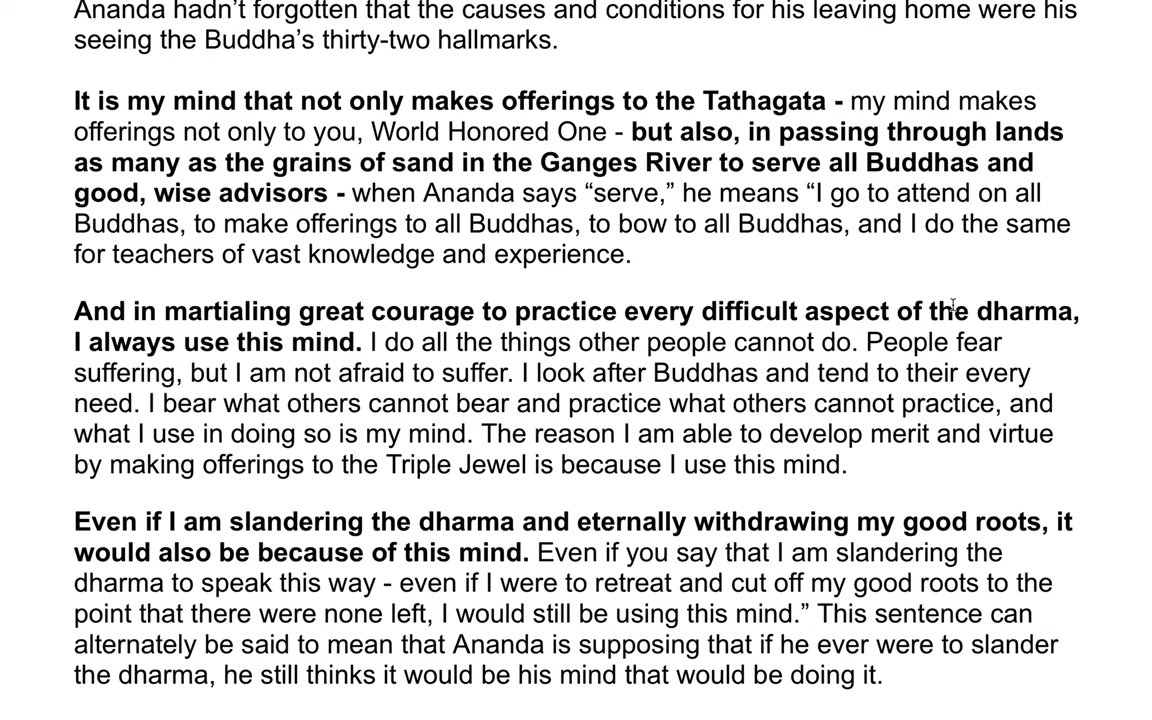 Ananda hadn’t forgotten that the causes and conditions for his leaving home were his
seeing the Buddha’s thirty-two hallmarks.
It is my mind that not only makes offerings to the Tathagata - my mind makes
offerings not only to you, World Honored One - but also, in passing through lands
as many as the grains of sand in the Ganges River to serve all Buddhas and
good, wise advisors - when Ananda says “serve,” he means “I go to attend on all
Buddhas, to make offerings to all Buddhas, to bow to all Buddhas, and I do the same
for teachers of vast knowledge and experience.
And in martialing great courage to practice every difficult aspect of the dharma,
I always use this mind. I do all the things other people cannot do. People fear
suffering, but I am not afraid to suffer. I look after Buddhas and tend to their every
need. I bear what others cannot bear and practice what others cannot practice, and
what I use in doing so is my mind. The reason I am able to develop merit and virtue
by making offerings to the Triple Jewel is because I use this mind.
Even if I am slandering the dharma and eternally withdrawing my good roots, it
would also be because of this mind. Even if you say that I am slandering the
dharma to speak this way - even if I were to retreat and cut off my good roots to the
point that there were none left, I would still be using this mind.” This sentence can
alternately be said to mean that Ananda is supposing that if he ever were to slander
the dharma, he still thinks it would be his mind that would be doing it.